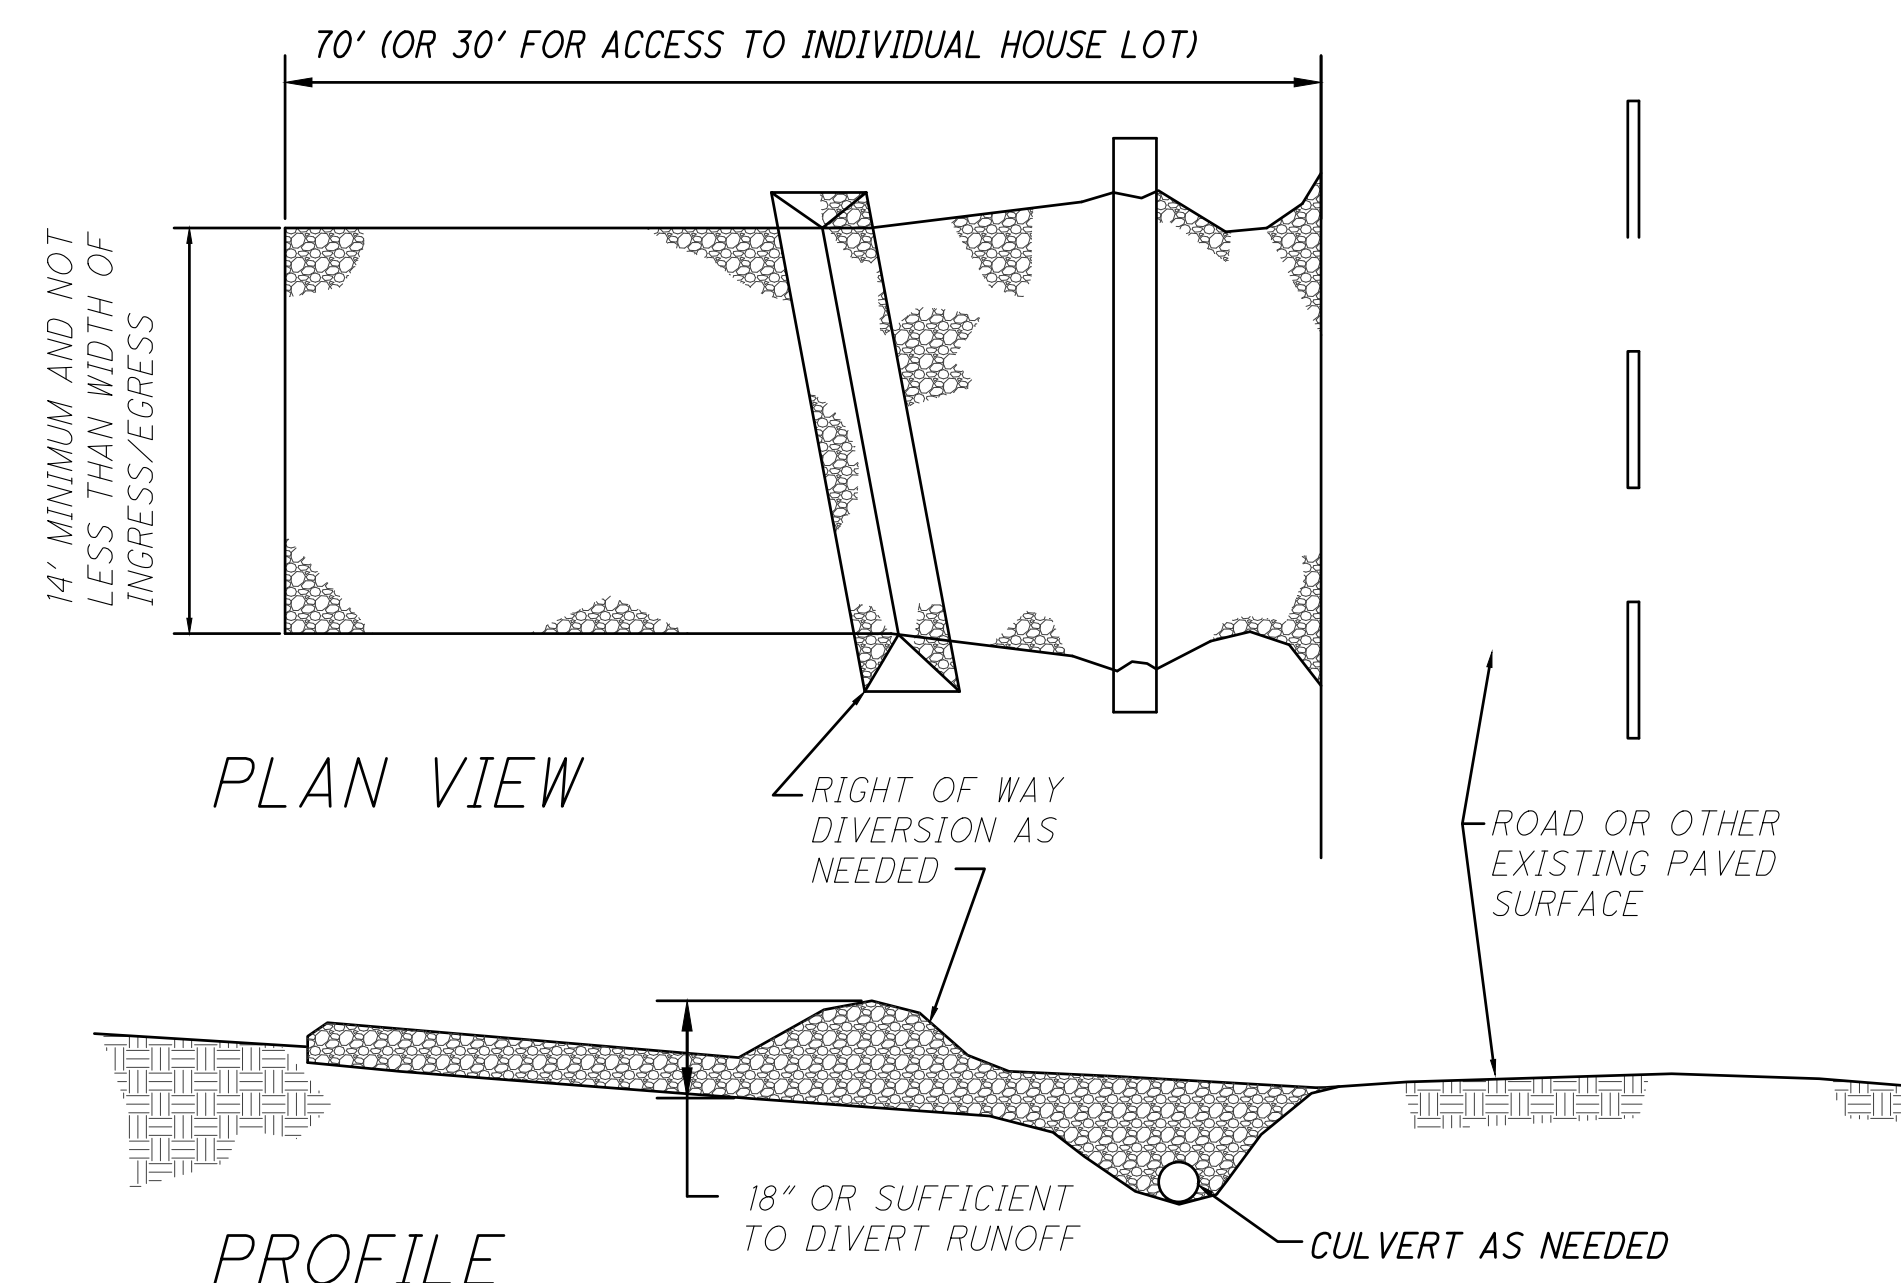 70' (OR 30' FOR ACCESS TO INDIVIDUAL HOUSE LOT)
14' MINIMUM AND NOT
LESS THAN WIDTH OF
INGRESS/EGRESS
PLAN VIEW
RIGHT OF WAY
DIVERSION AS
NEEDED
ROAD OR OTHER
EXISTING PAVED
SURFACE
18" OR SUFFICIENT
TO DIVERT RUNOFF
CULVERT AS NEEDED
PROFILE